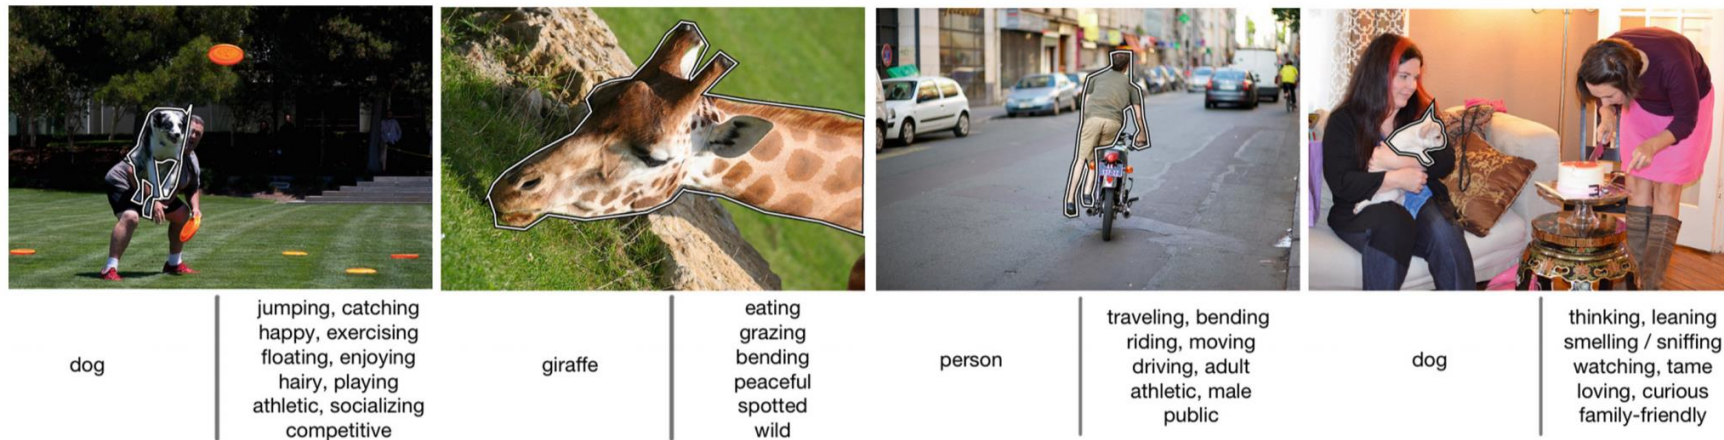 dog
jumping, catching
happy, exercising
floating, enjoying
hairy, playing
athletic, socializing
competitive
giraffe
eating
grazing
bending
peaceful
spotted
wild
person
traveling, bending
riding, moving
driving, adult
athletic, male
public
dog
thinking, leaning
smelling / sniffing
watching, tame
loving, curious
family-friendly